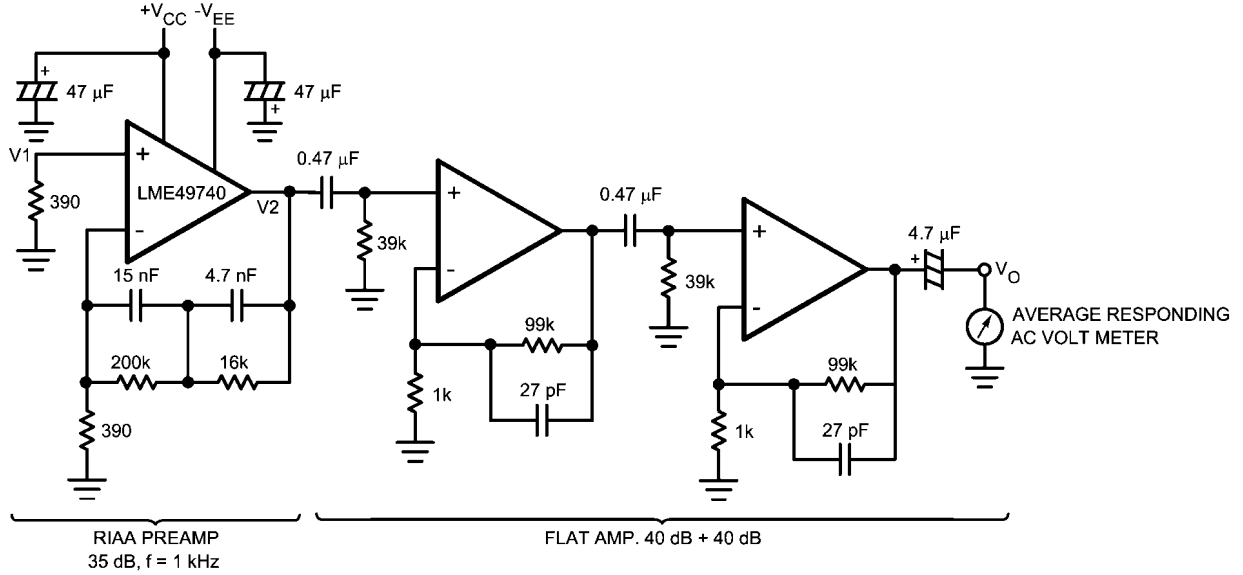 +VCC -VEE
+
47 µF
47 µF
+
V1
+
LME49740
-
V2
390
0.47 µF
+
-
39k
0.47 µF
+
-
39k
4.7 µF
+
VO
AVERAGE RESPONDING
AC VOLT METER
15 nF
4.7 nF
200k
16k
390
99k
1k
27 pF
99k
1k
27 pF
RIAA PREAMP
35 dB, f = 1 kHz
FLAT AMP. 40 dB + 40 dB